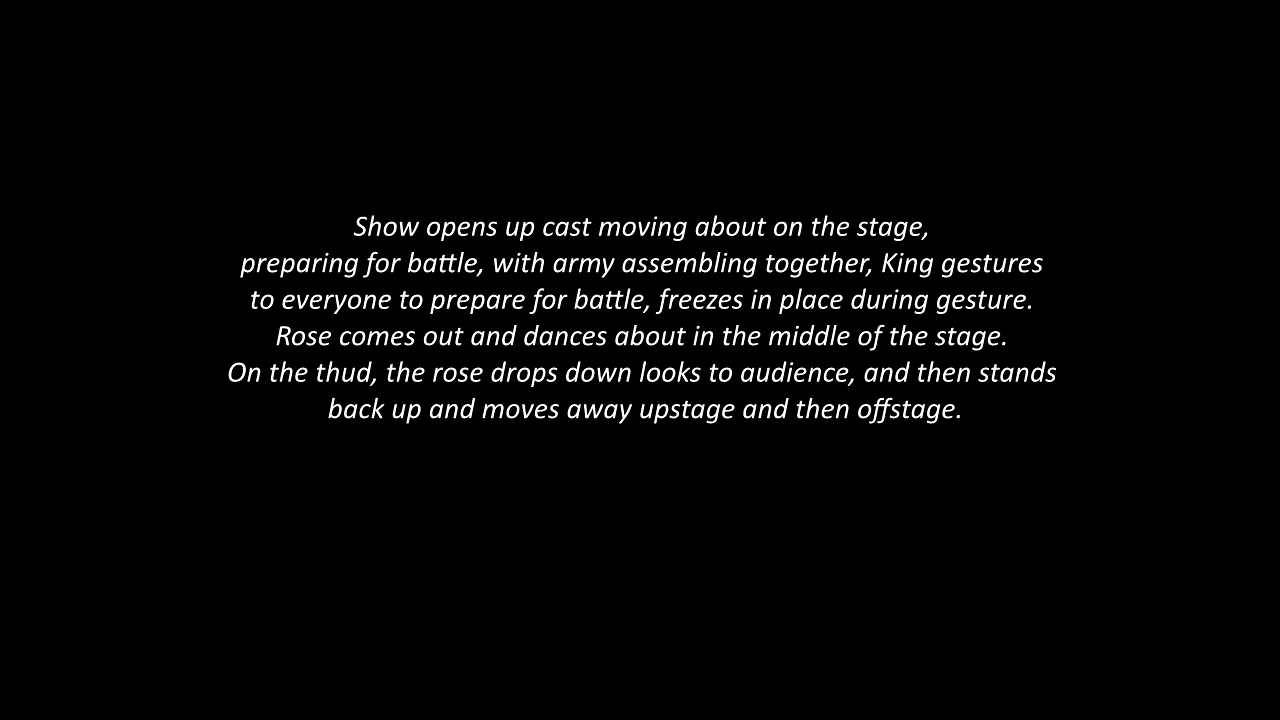 Show opens up cast moving about on the stage,
preparing for battle, with army assembling together, King gestures
to everyone to prepare for battle, freezes in place during gesture.
Rose comes out and dances about in the middle of the stage.
On the thud, the rose drops down looks to audience, and then stands
back up and moves away upstage and then offstage.